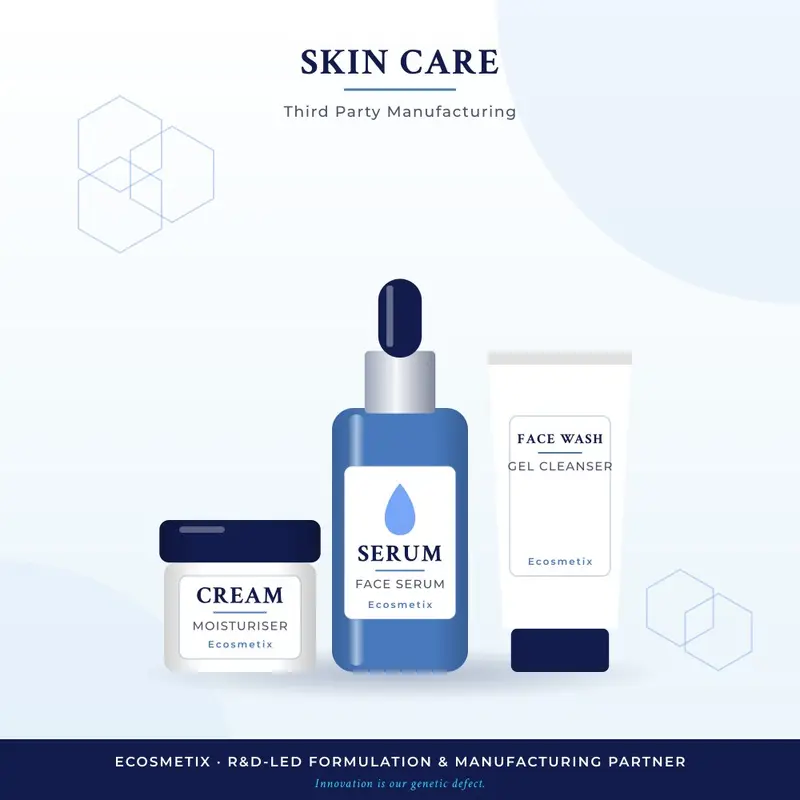 SKIN CARE
Third Party Manufacturing
CREAM
MOISTURISER
Ecosmetix
SERUM
FACE SERUM
Ecosmetix
FACE WASH
GEL CLEANSER
Ecosmetix
ECOSMETIX · R&D-LED FORMULATION & MANUFACTURING PARTNER
Innovation is our genetic defect.